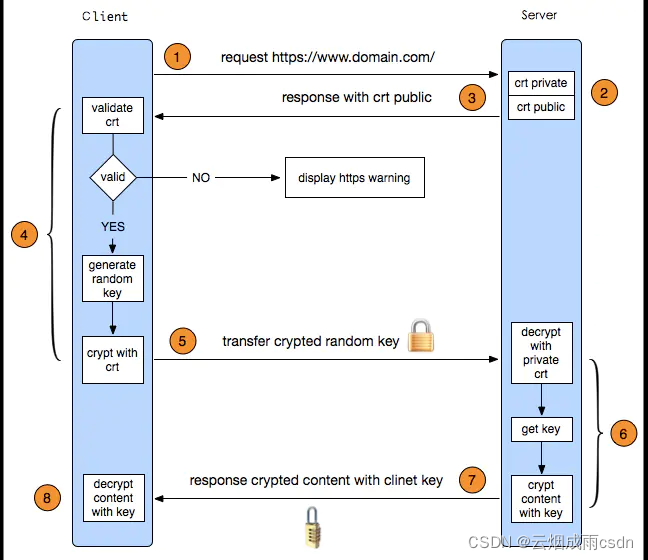 Client
Server
1
request https://www.domain.com/
crt private
crt public
2
response with crt public
3
validate
crt
valid
NO
display https warning
4
YES
generate
random
key
5
transfer crypted random key
crypt with
crt
decrypt
with
private
crt
get key
6
response crypted content with clinet key
7
8
decrypt
content
with key
crypt
content
with key
CSDN @云烟成雨csdn